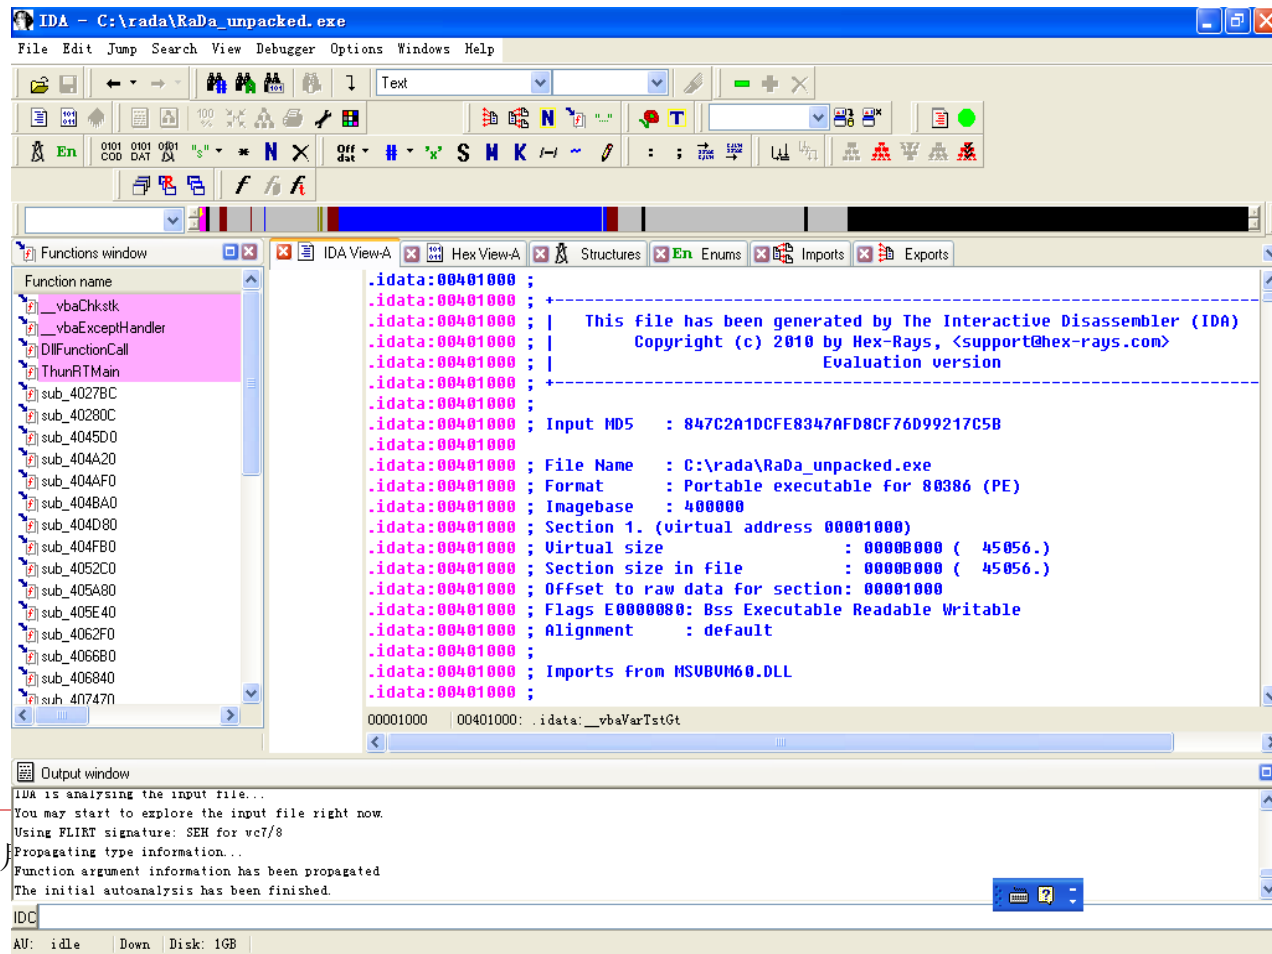 IDA - C:\rada\RaDa_unpacked.exe
File Edit Jump Search View Debugger Options Windows Help
Text
En
Functions window
IDA View-A
Hex View-A
Structures
En Enums
Imports
Exports
Function name
__vbaChkstk
__vbaExceptHandler
DllFunctionCall
ThunRTMain
sub_4027BC
sub_40280C
sub_4045D0
sub_404A20
sub_404AF0
sub_404BA0
sub_404D80
sub_404FB0
sub_4052C0
sub_405A80
sub_405E40
sub_4062F0
sub_4066B0
sub_406840
sub_407470
.idata:00401000 ;
.idata:00401000 ; +-------------------------------------------------------------------------
.idata:00401000 ; |   This file has been generated by The Interactive Disassembler (IDA)
.idata:00401000 ; |        Copyright (c) 2010 by Hex-Rays, <support@hex-rays.com>
.idata:00401000 ; |                           Evaluation version
.idata:00401000 ; +-------------------------------------------------------------------------
.idata:00401000 ;
.idata:00401000 ; Input MD5   : 847C2A1DCFE8347AFD8CF76D99217C5B
.idata:00401000
.idata:00401000 ; File Name   : C:\rada\RaDa_unpacked.exe
.idata:00401000 ; Format      : Portable executable for 80386 (PE)
.idata:00401000 ; Imagebase   : 400000
.idata:00401000 ; Section 1. (virtual address 00001000)
.idata:00401000 ; Virtual size                  : 0000B000 (  45056.)
.idata:00401000 ; Section size in file          : 0000B000 (  45056.)
.idata:00401000 ; Offset to raw data for section: 00001000
.idata:00401000 ; Flags E0000080: Bss Executable Readable Writable
.idata:00401000 ; Alignment     : default
.idata:00401000 ;
.idata:00401000 ; Imports from MSVBVM60.DLL
.idata:00401000 ;
00001000 00401000: .idata:__vbaVarTstGt
Output window
IDA is analysing the input file...
You may start to explore the input file right now.
Using FLIRT signature: SEH for vc7/8
Propagating type information...
Function argument information has been propagated
The initial autoanalysis has been finished.
IDC
AU: idle Down Disk: 1GB